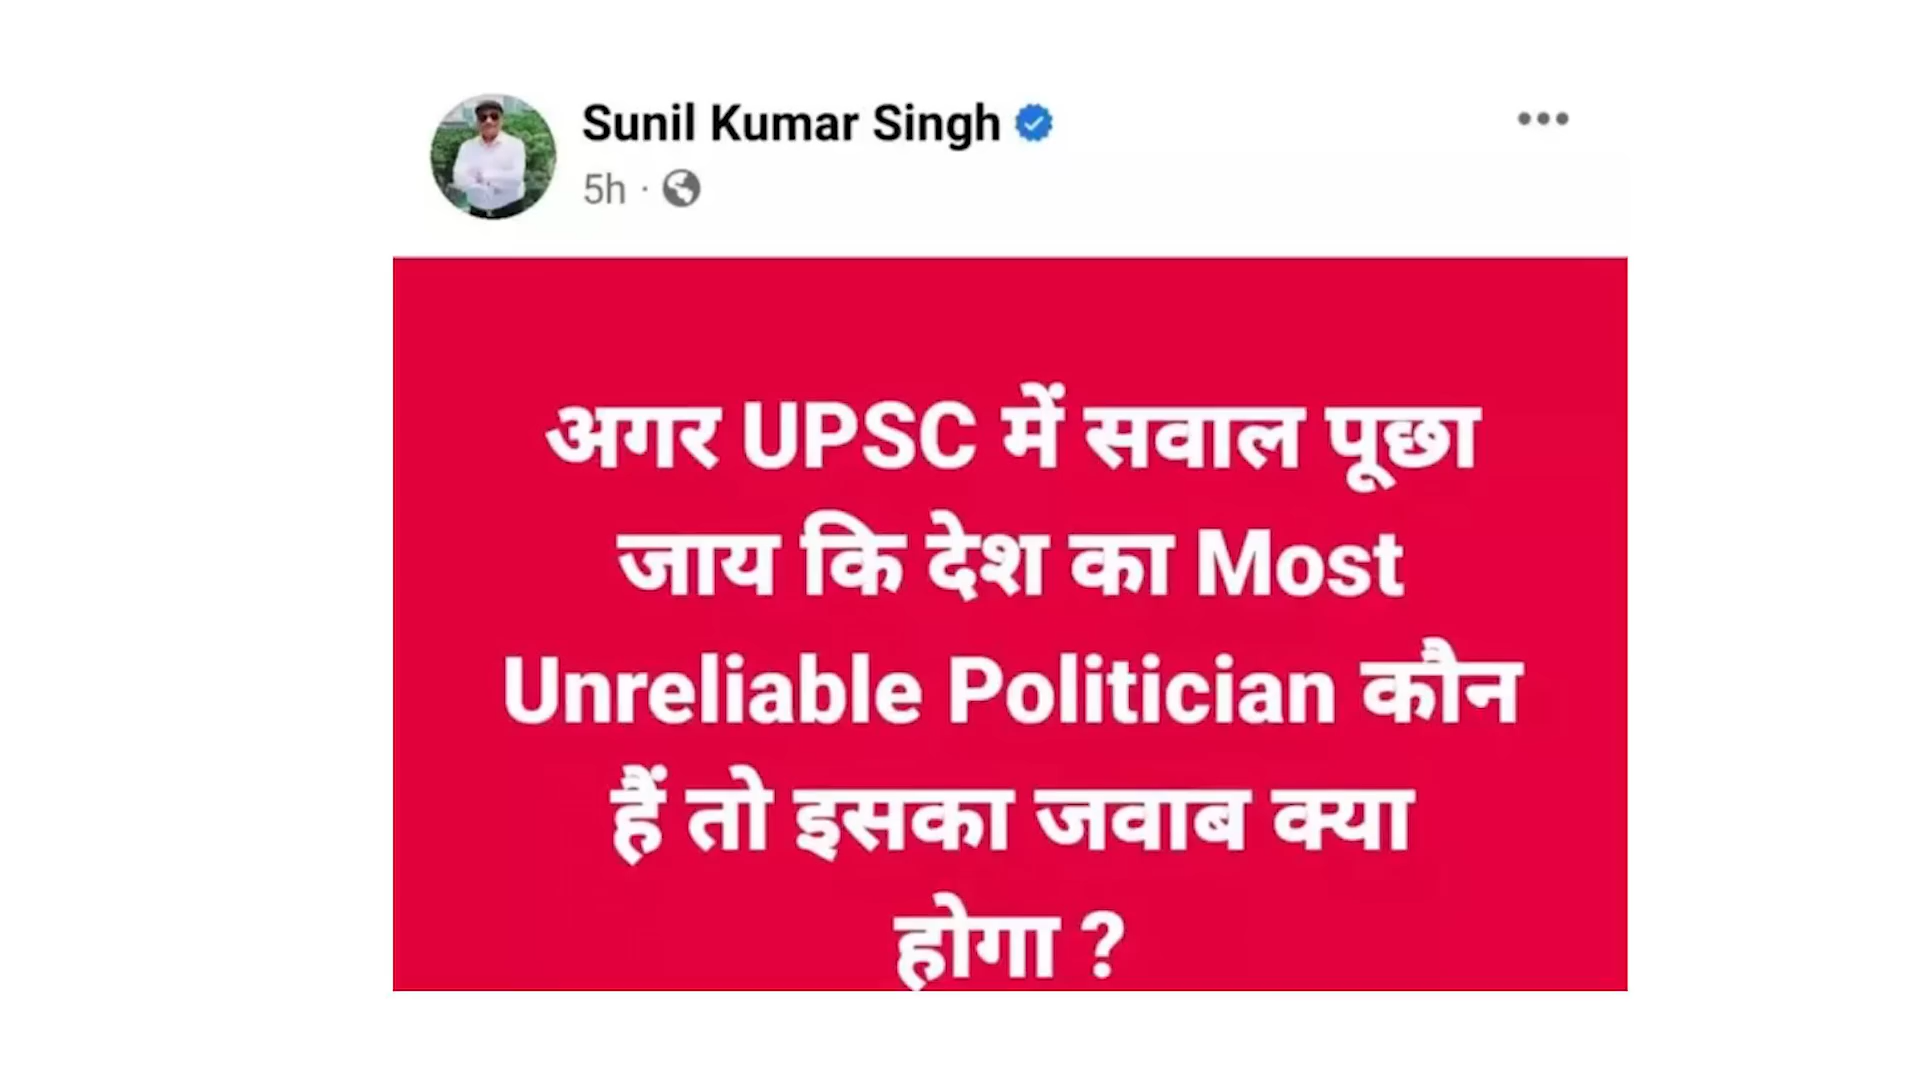 Sunil Kumar Singh
5h ·
अगर UPSC में सवाल पूछा
जाय कि देश का Most
Unreliable Politician कौन
हैं तो इसका जवाब क्या
होगा ?